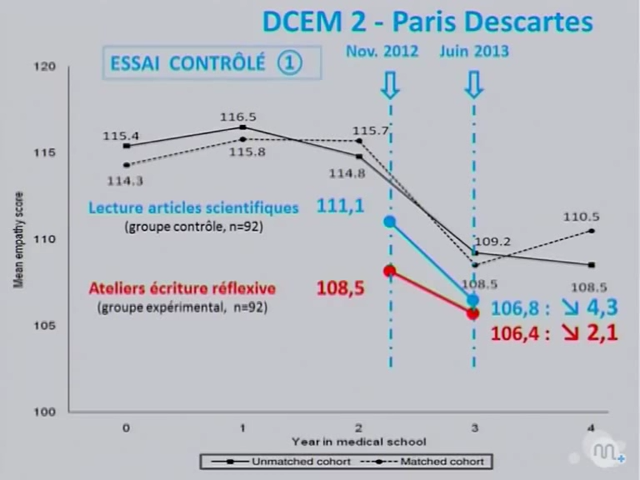 DCEM 2 - Paris Descartes
ESSAI CONTRÔLÉ 1
Nov. 2012 Juin 2013
120
115
110
105
100
Mean empathy score
115.4
116.5
115.7
114.3
115.8
114.8
109.2
108.5
110.5
108.5
Lecture articles scientifiques 111,1
(groupe contrôle, n=92)
Ateliers écriture réflexive 108,5
(groupe expérimental, n=92)
106,8 : ↘ 4,3
106,4 : ↘ 2,1
0 1 2 3 4
Year in medical school
Unmatched cohort Matched cohort
m+